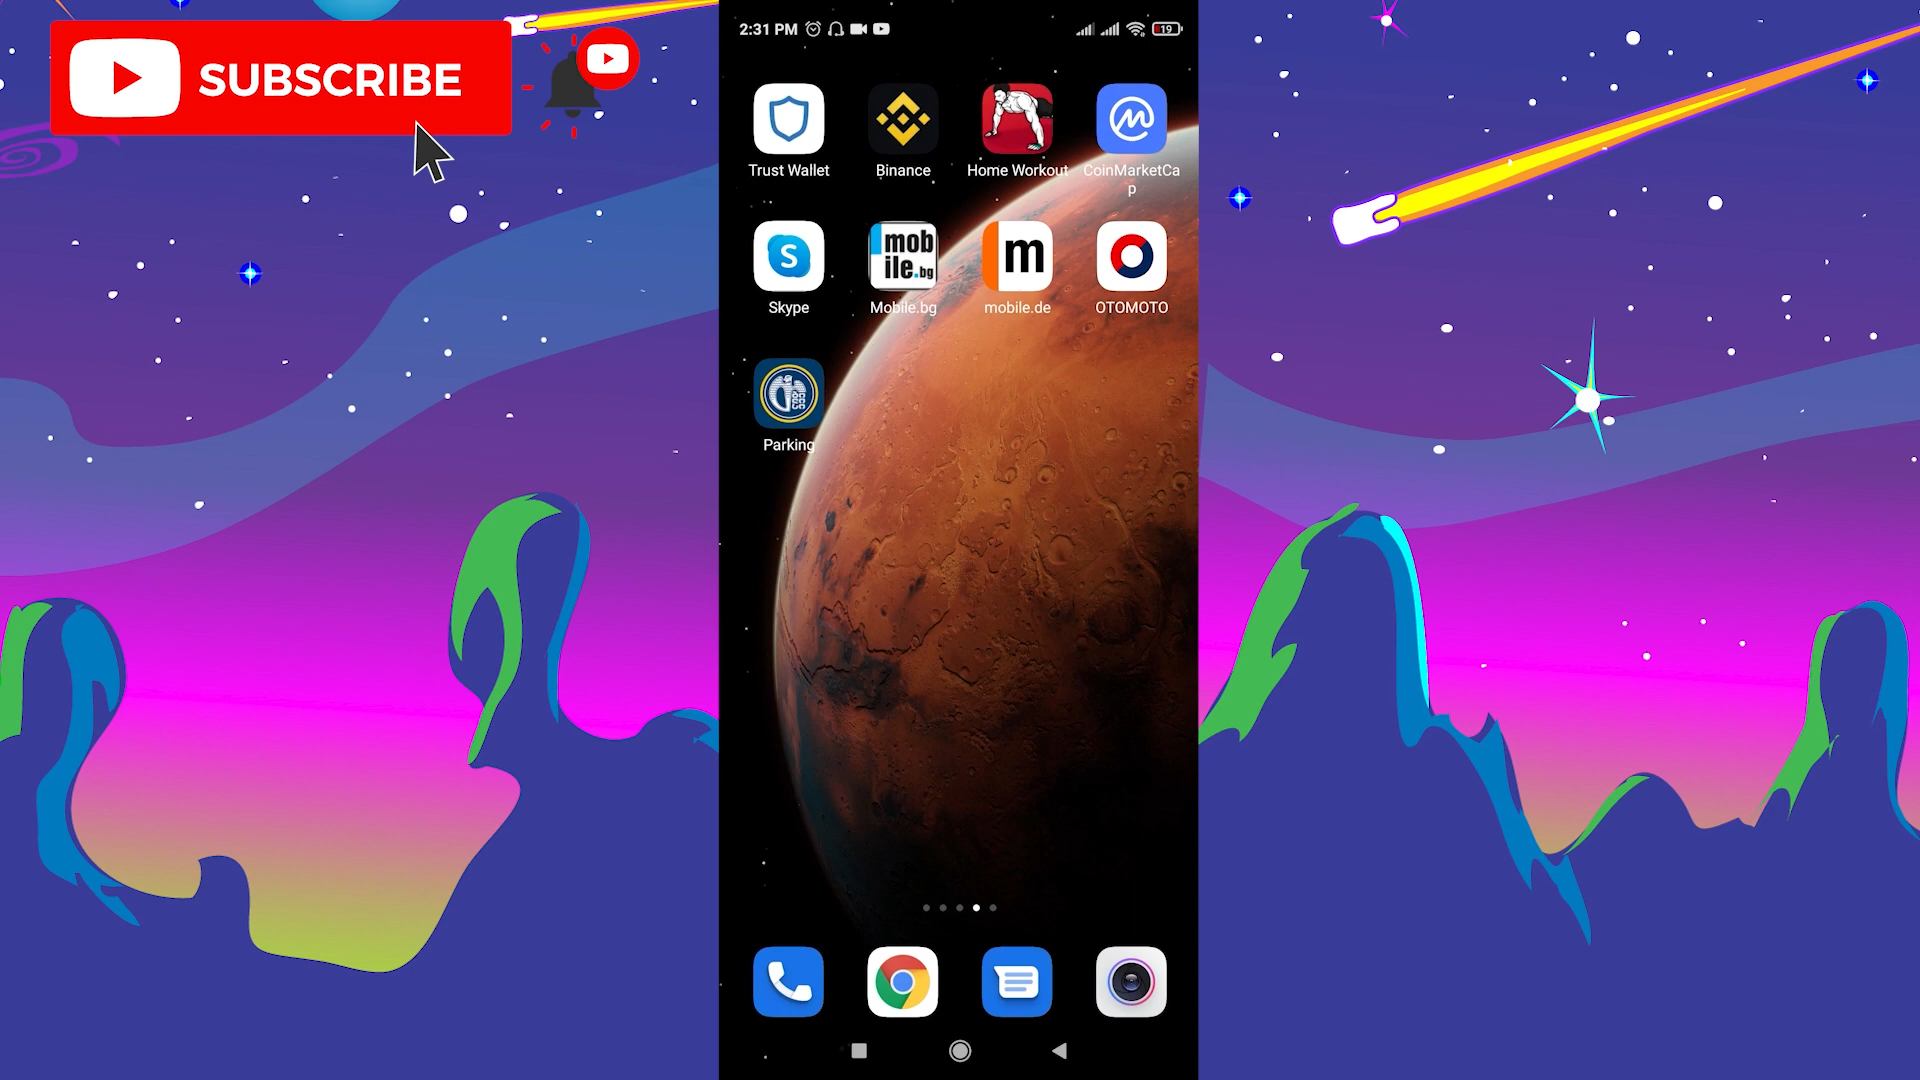 SUBSCRIBE
2:31 PM
19
Trust Wallet
Binance
Home Workout
CoinMarketCa
p
S
mob
ile.bg
m
Skype
Mobile.bg
mobile.de
OTOMOTO
Parking